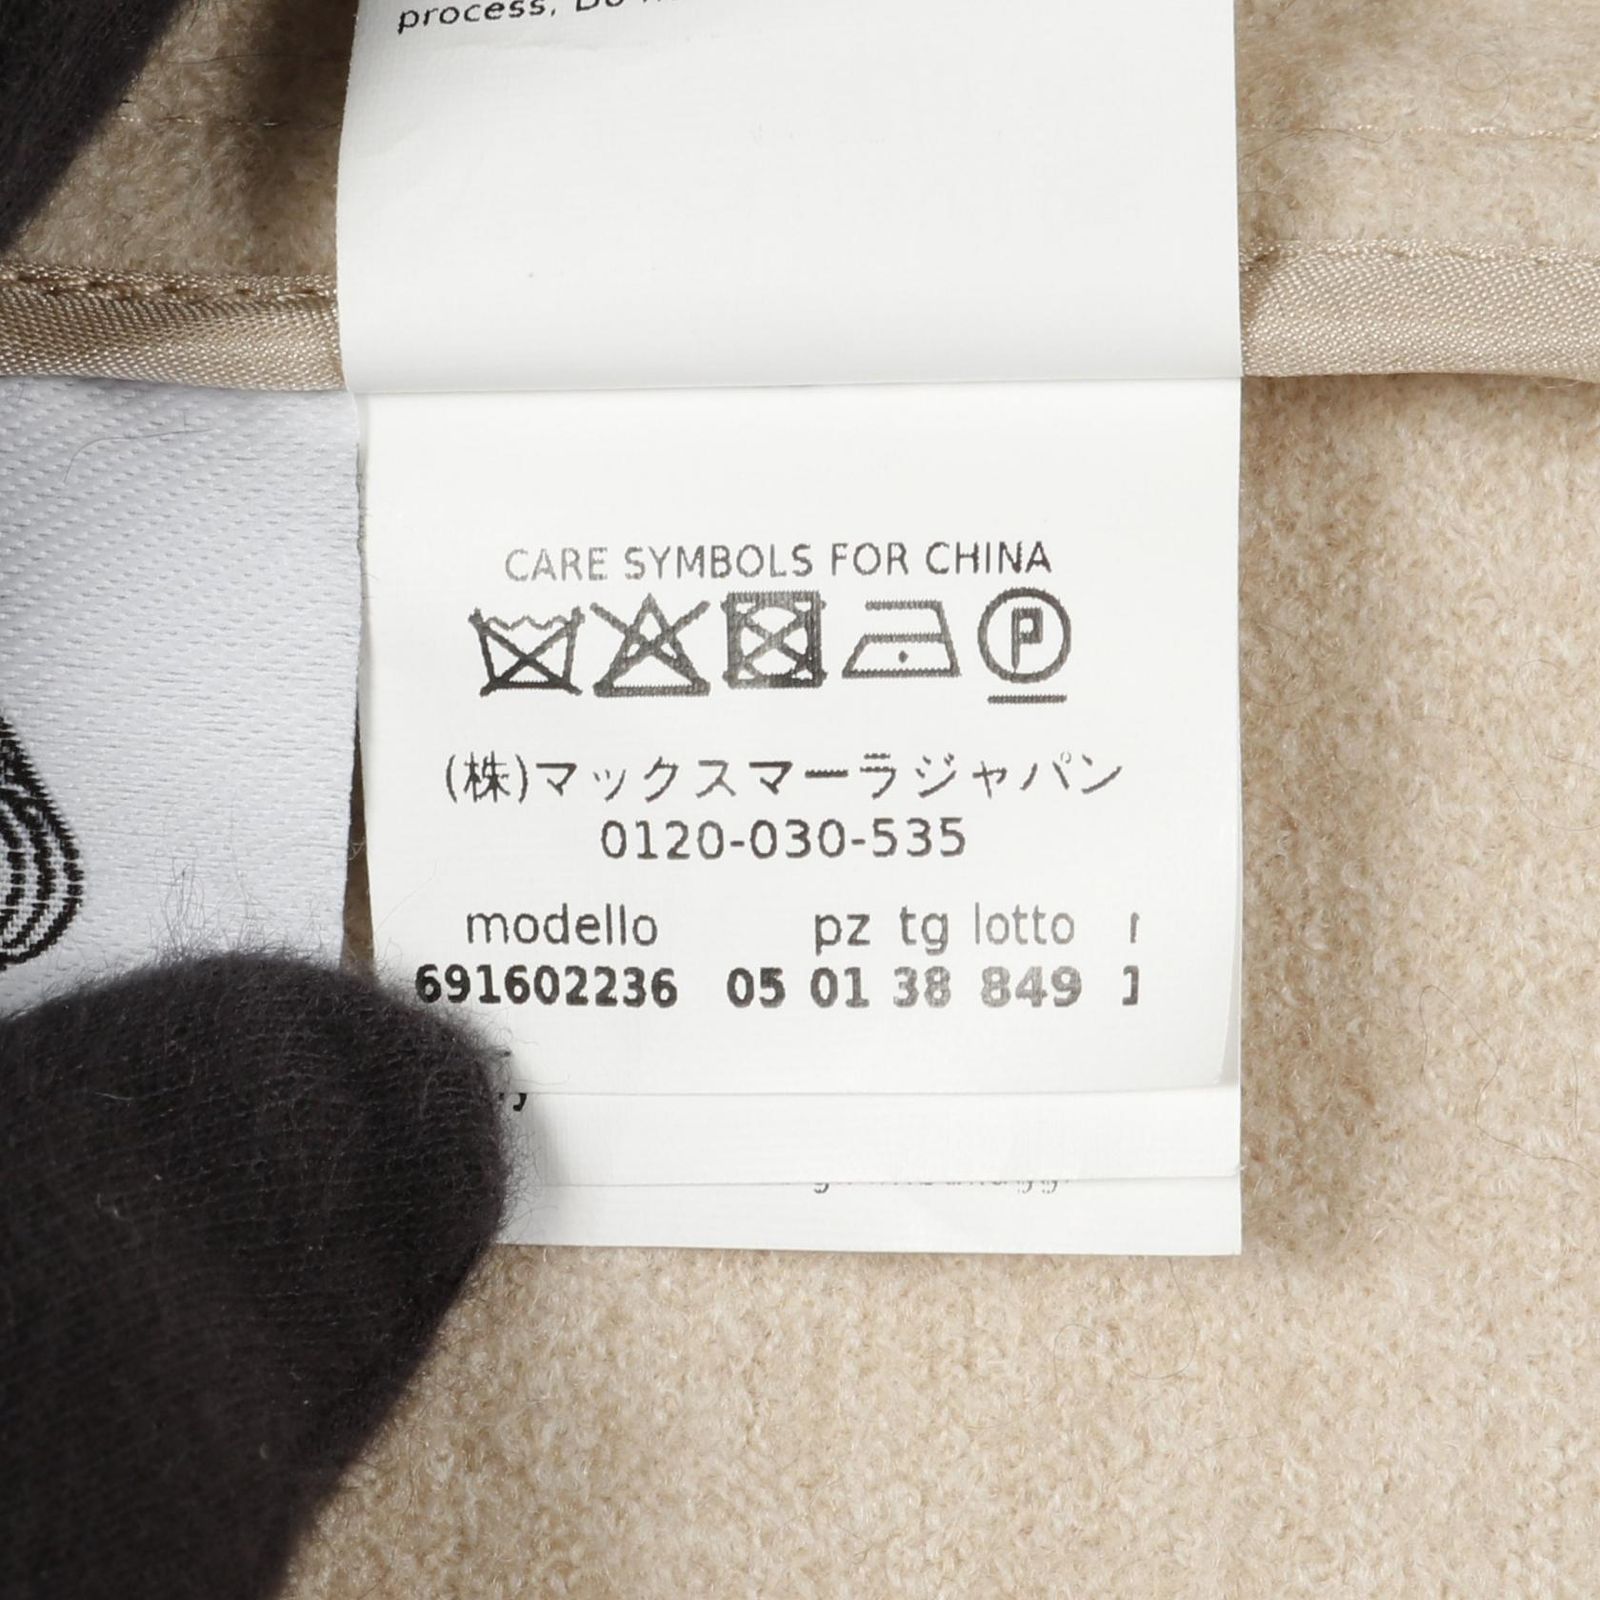 process, Do
CARE SYMBOLS FOR CHINA
P
(株)マックスマーラジャパン
0120-030-535
modello pz tg lotto
691602236 05 01 38 849 1